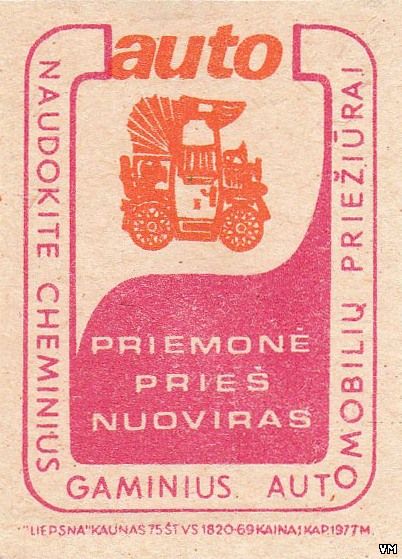 auto
NAUDOKITE CHEMINIUS GAMINIUS AUTOMOBILIŲ PRIEŽIŪRAI
PRIEMONĖ
PRIEŠ
NUOVIRAS
"LIEPSNA" KAUNAS 75 ŠT VS 1820-69 KAINA 1 KAP. 1977 M.
VM